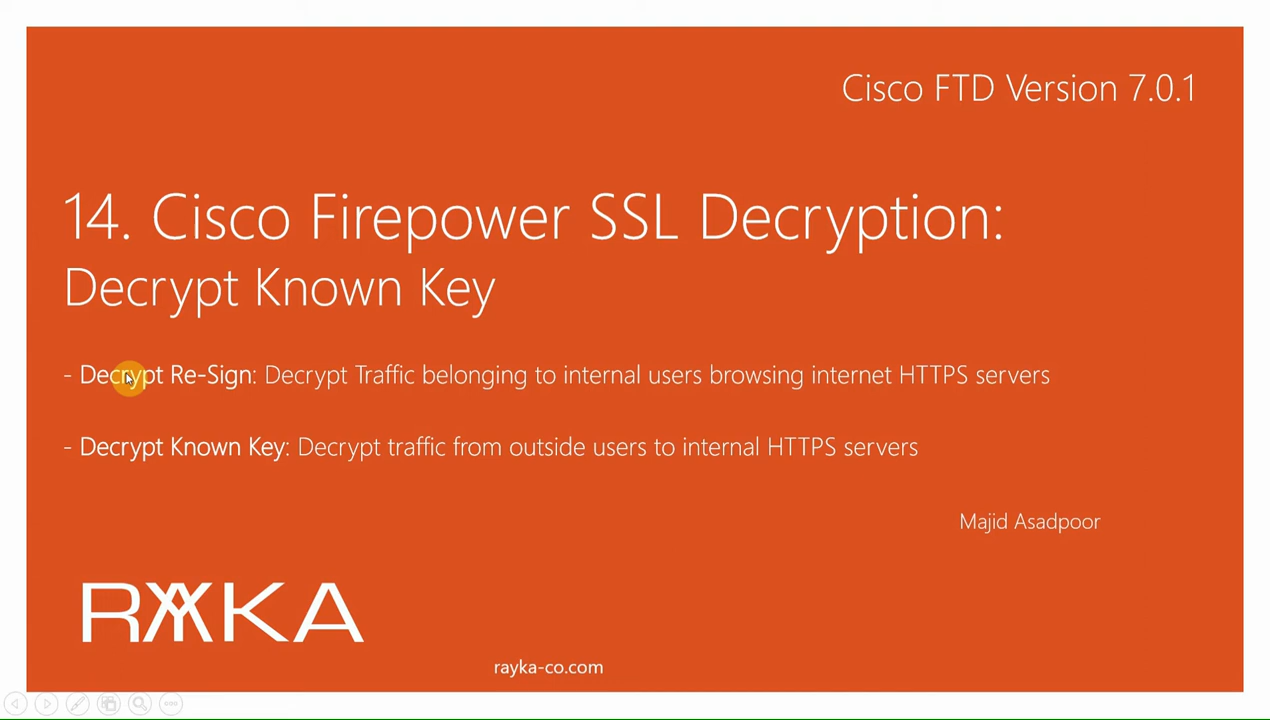 Cisco FTD Version 7.0.1
14. Cisco Firepower SSL Decryption:
Decrypt Known Key
- Decrypt Re-Sign: Decrypt Traffic belonging to internal users browsing internet HTTPS servers
- Decrypt Known Key: Decrypt traffic from outside users to internal HTTPS servers
Majid Asadpoor
RAYKA
rayka-co.com